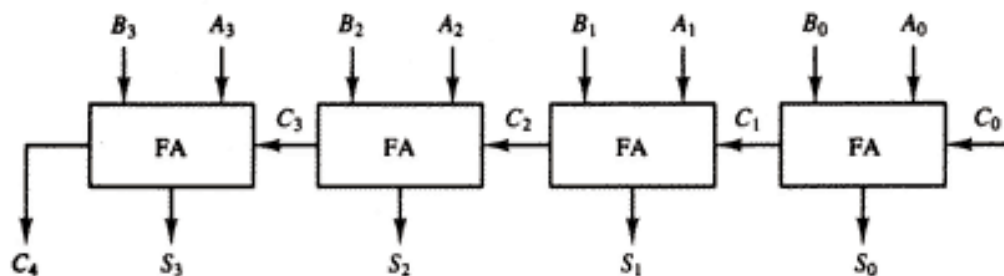 B₃ A₃ B₂ A₂ B₁ A₁ B₀ A₀
C₃ C₂ C₁ C₀
FA FA FA FA
C₄ S₃ S₂ S₁ S₀